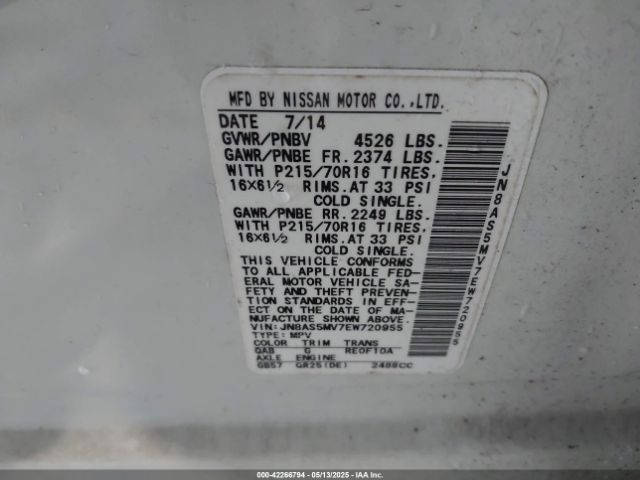 MFD BY NISSAN MOTOR CO.,LTD.
DATE 7/14
GVWR/PNBV 4526 LBS.
GAWR/PNBE FR. 2374 LBS.
WITH P215/70R16 TIRES,
16X6½ RIMS. AT 33 PSI
COLD SINGLE.
GAWR/PNBE RR. 2249 LBS.
WITH P215/70R16 TIRES,
16X6½ RIMS. AT 33 PSI
COLD SINGLE.
THIS VEHICLE CONFORMS
TO ALL APPLICABLE FED-
ERAL MOTOR VEHICLE SA-
FETY AND THEFT PREVEN-
TION STANDARDS IN EFF-
ECT ON THE DATE OF MA-
NUFACTURE SHOWN ABOVE.
VIN: JN8AS5MV7EW720955
TYPE: MPV
COLOR TRIM TRANS
QAB G RE0F10A
AXLE ENGINE
GB57 QR25(DE) 2488CC
JN8AS5MV7EW720955
000-42266794 - 05/13/2025 - IAAI.COM